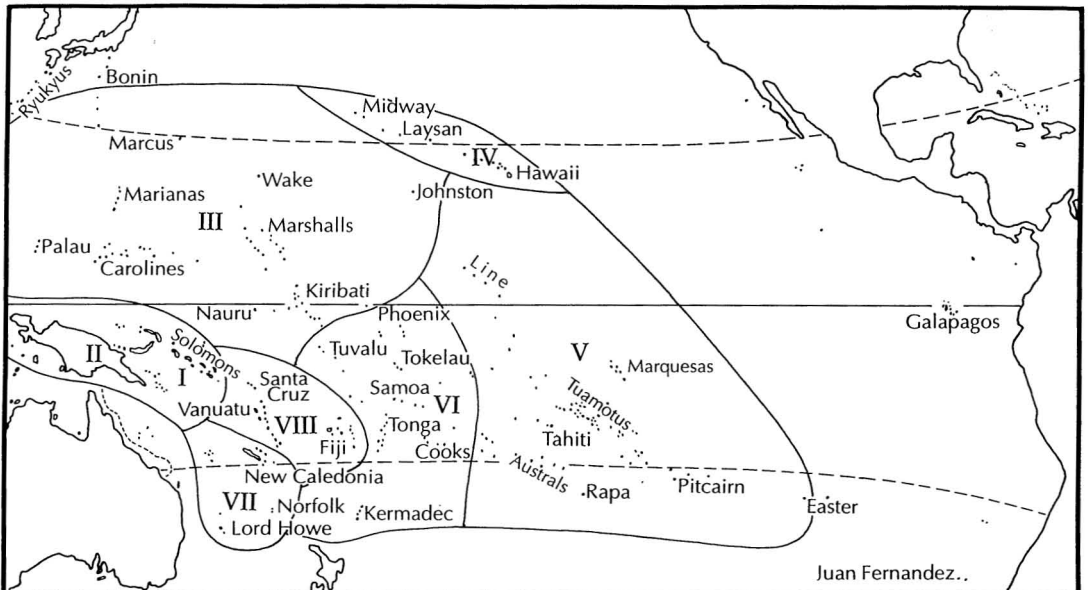 Ryukyus
Bonin
Midway
Laysan
Marcus
IV
Hawaii
Wake
Johnston
Marianas
III
Marshalls
Palau
Carolines
Line
Kiribati
Nauru
Phoenix
Galapagos
Solomons
Tuvalu
II
Tokelau
V
Marquesas
I
Santa
Cruz
Samoa
VI
Tuamotus
Vanuatu
VIII
Tonga
Fiji
Cooks
Tahiti
New Caledonia
Australs
Rapa
Pitcairn
VII
Norfolk
Kermadec
Easter
Lord Howe
Juan Fernandez